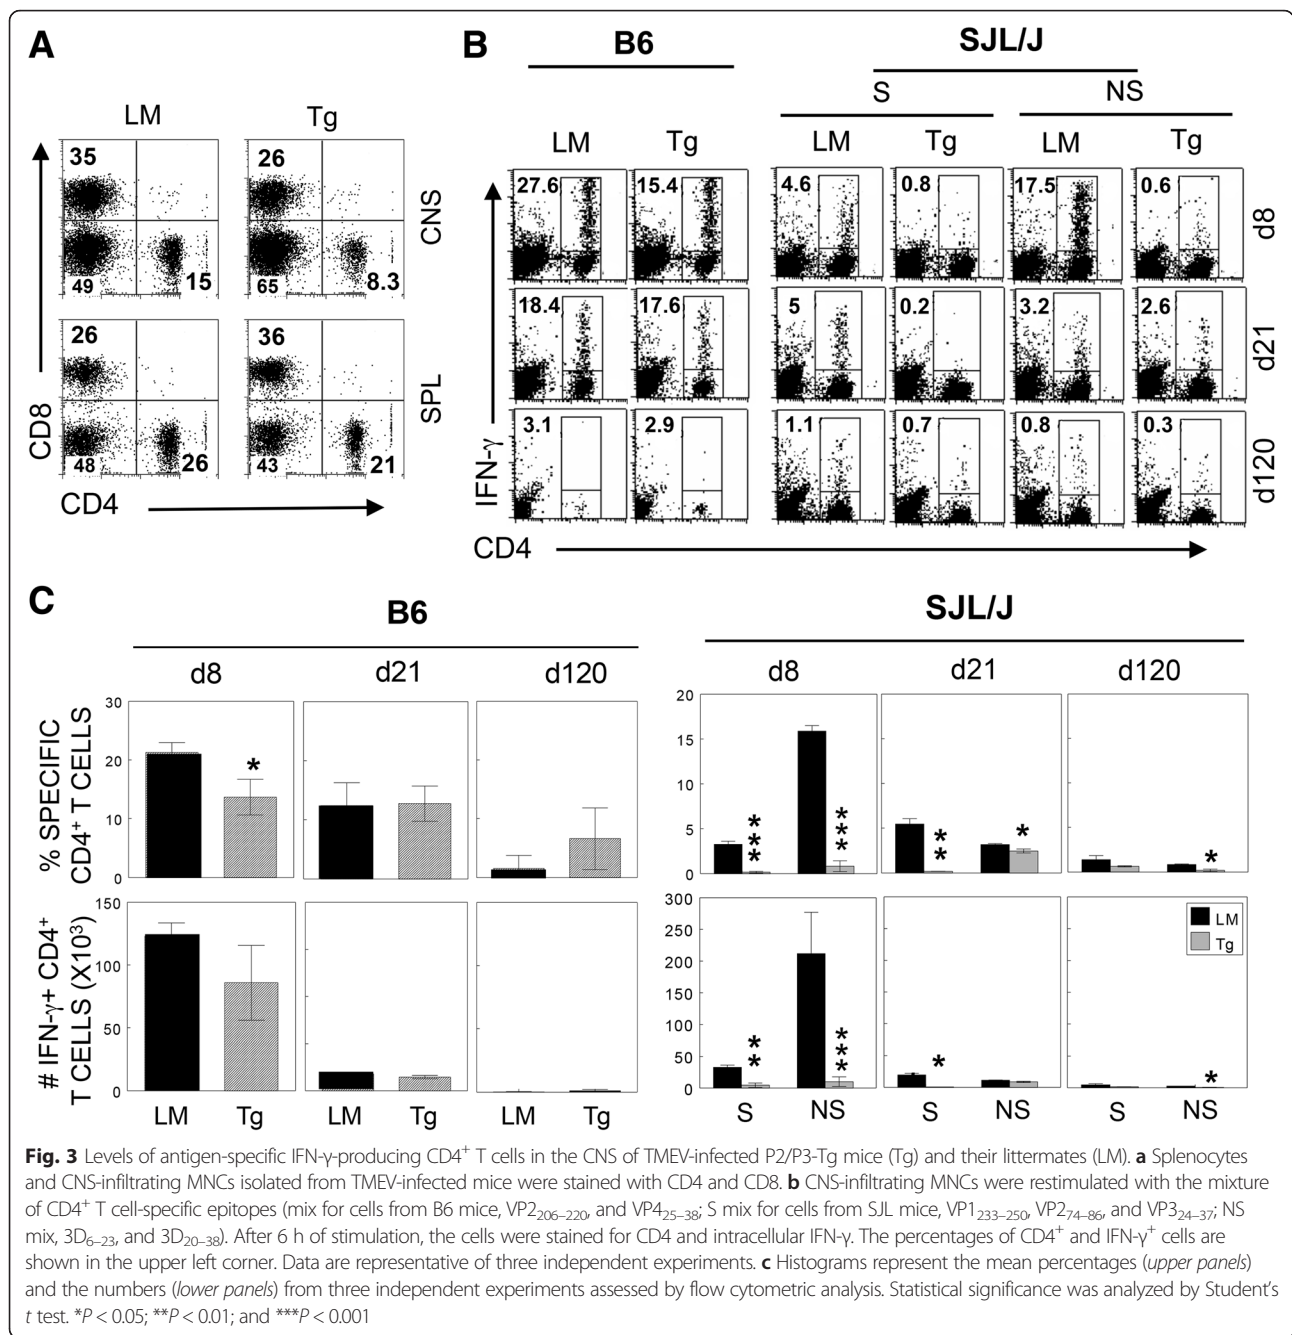 A
LM
Tg
35
49
15
26
65
8.3
CNS
26
48
26
36
43
21
SPL
CD8
CD4
B
B6
SJL/J
S
NS
LM
Tg
LM
Tg
LM
Tg
27.6
15.4
4.6
0.8
17.5
0.6
d8
18.4
17.6
5
0.2
3.2
2.6
d21
3.1
2.9
1.1
0.7
0.8
0.3
d120
IFN-γ
CD4
C
B6
d8
d21
d120
% SPECIFIC
CD4⁺ T CELLS
30
20
10
0
*
# IFN-γ+ CD4⁺
T CELLS (X10³)
150
100
50
0
LM
Tg
LM
Tg
LM
Tg
SJL/J
d8
d21
d120
20
15
10
5
0
***
***
**
*
*
300
250
200
150
100
50
0
**
***
*
*
LM
Tg
S
NS
S
NS
S
NS
Fig. 3 Levels of antigen-specific IFN-γ-producing CD4⁺ T cells in the CNS of TMEV-infected P2/P3-Tg mice (Tg) and their littermates (LM). a Splenocytes
and CNS-infiltrating MNCs isolated from TMEV-infected mice were stained with CD4 and CD8. b CNS-infiltrating MNCs were restimulated with the mixture
of CD4⁺ T cell-specific epitopes (mix for cells from B6 mice, VP2₂₀₆₋₂₂₀, and VP4₂₅₋₃₈; S mix for cells from SJL mice, VP1₂₃₃₋₂₅₀, VP2₇₄₋₈₆, and VP3₂₄₋₃₇; NS
mix, 3D₆₋₂₃, and 3D₂₀₋₃₈). After 6 h of stimulation, the cells were stained for CD4 and intracellular IFN-γ. The percentages of CD4⁺ and IFN-γ⁺ cells are
shown in the upper left corner. Data are representative of three independent experiments. c Histograms represent the mean percentages (upper panels)
and the numbers (lower panels) from three independent experiments assessed by flow cytometric analysis. Statistical significance was analyzed by Student's
t test. *P < 0.05; **P < 0.01; and ***P < 0.001